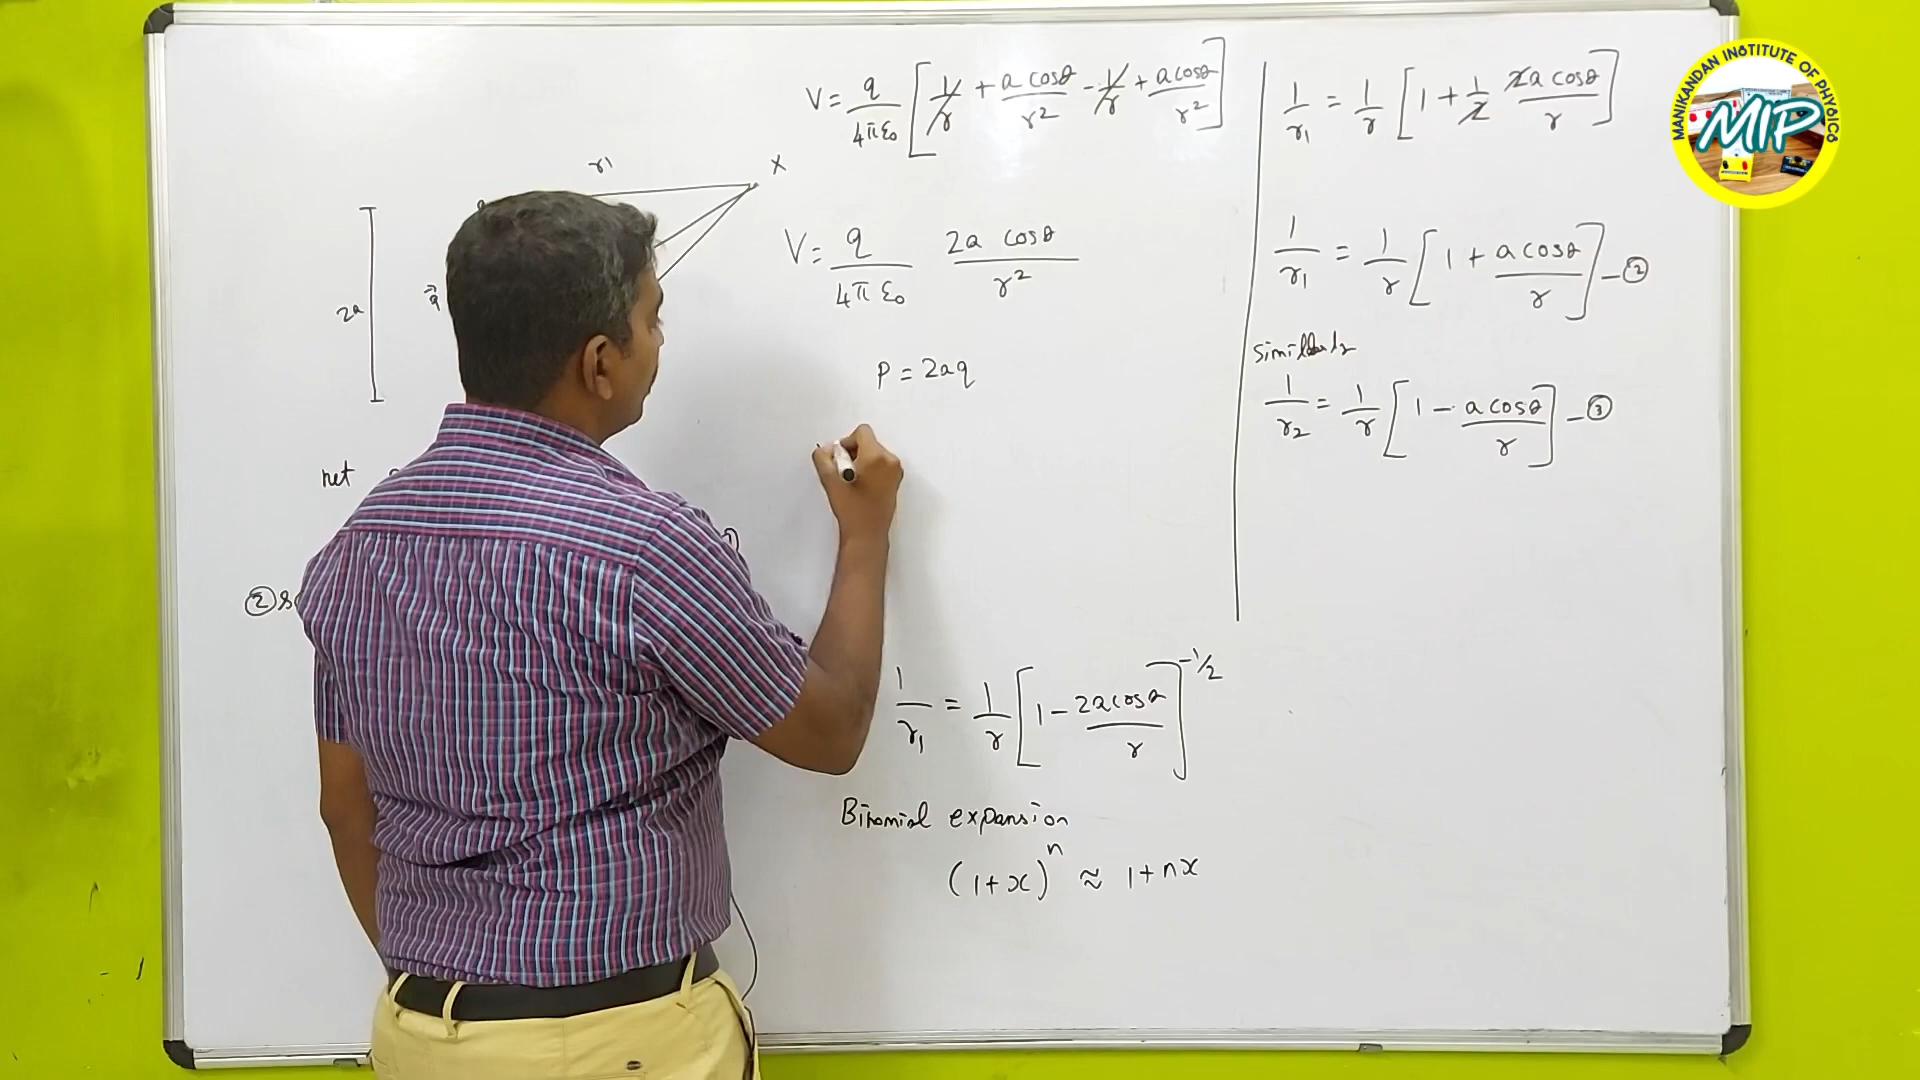 V = q/4πε₀ [1/r + a cosθ/r² - 1/r + a cosθ/r²]
r1
X
2a
V = q/4πε₀ 2a cosθ/r²
P = 2aq
net
①
②
1/r₁ = 1/r [1 - 2a cosθ/r]^-1/2
Binomial expansion
(1+x)ⁿ ≈ 1+nx
1/r₁ = 1/r [1 + 1/2 2a cosθ/r]
1/r₁ = 1/r [1 + a cosθ/r] - ②
1/r₂ = 1/r [1 - a cosθ/r] - ③
MANIKANDAN INSTITUTE OF PHYSICS
MIP